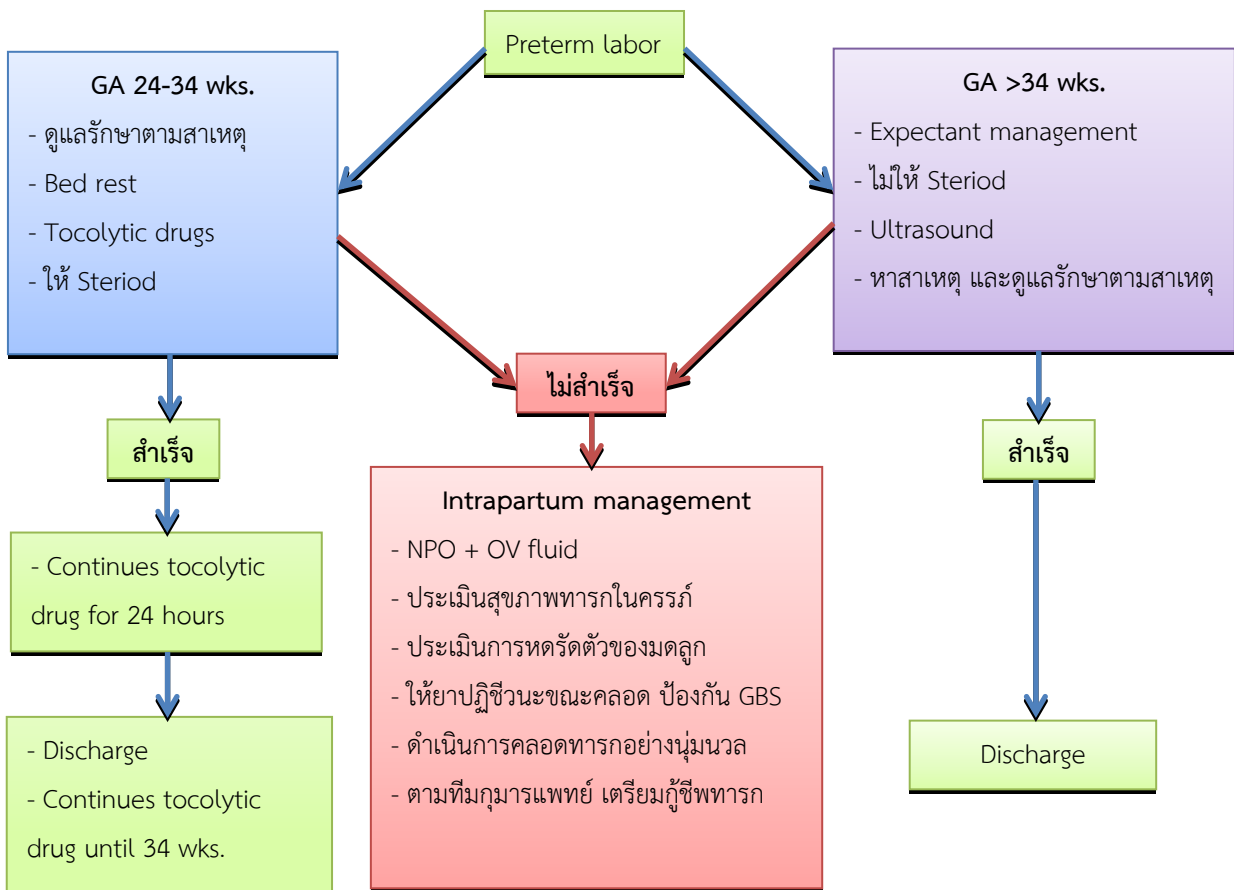 Preterm labor
GA 24-34 wks.
- ดูแลรักษาตามสาเหตุ
- Bed rest
- Tocolytic drugs
- ให้ Steriod
GA >34 wks.
- Expectant management
- ไม่ให้ Steriod
- Ultrasound
- หาสาเหตุ และดูแลรักษาตามสาเหตุ
ไม่สำเร็จ
สำเร็จ
สำเร็จ
- Continues tocolytic
drug for 24 hours
Intrapartum management
- NPO + OV fluid
- ประเมินสุขภาพทารกในครรภ์
- ประเมินการหดรัดตัวของมดลูก
- ให้ยาปฏิชีวนะขณะคลอด ป้องกัน GBS
- ดำเนินการคลอดทารกอย่างนุ่มนวล
- ตามทีมกุมารแพทย์ เตรียมกู้ชีพทารก
- Discharge
- Continues tocolytic
drug until 34 wks.
Discharge